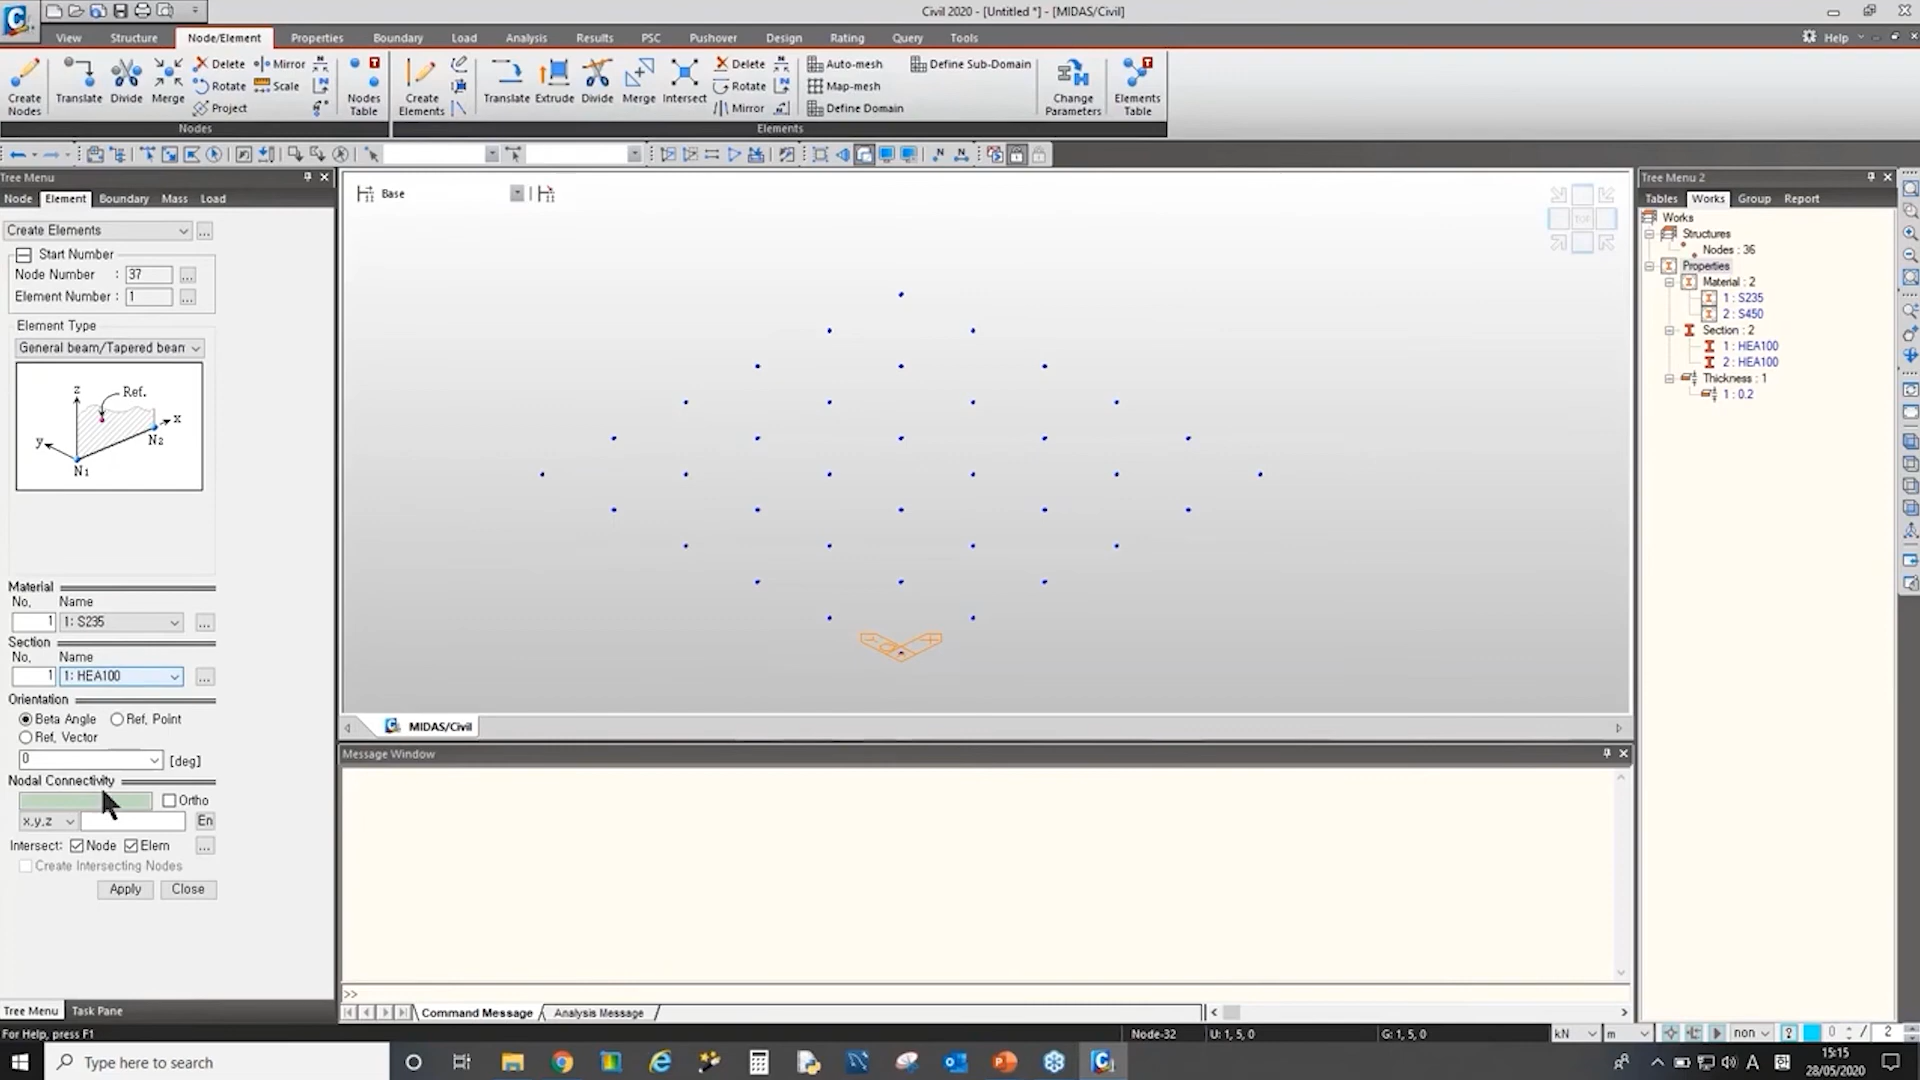 Civil 2020 - [Untitled *] - [MIDAS/Civil]
View Structure Node/Element Properties Boundary Load Analysis Results PSC Pushover Design Rating Query Tools Help
Create Nodes
Translate
Divide
Merge
Delete
Rotate
Project
Mirror
Scale
Nodes Table
Nodes
Create Elements
Translate
Extrude
Divide
Merge
Intersect
Delete
Rotate
Mirror
Auto-mesh
Map-mesh
Define Domain
Define Sub-Domain
Change Parameters
Elements Table
Elements
Tree Menu
Node Element Boundary Mass Load
Create Elements ...
Start Number
Node Number : 37 ...
Element Number : 1 ...
Element Type
General beam/Tapered bean
z Ref.
x
y N2
N1
Material
No, Name
1 1: S235 ...
Section
No, Name
1 1: HEA100 ...
Orientation
Beta Angle Ref, Point
Ref, Vector
0 [deg]
Nodal Connectivity
Ortho
x,y,z En
Intersect: Node Elem ...
Create Intersecting Nodes
Apply Close
Tree Menu Task Pane
Base
TOP
MIDAS/Civil
Message Window
>>
Command Message Analysis Message
Tree Menu 2
Tables Works Group Report
Works
Structures
Nodes : 36
Properties
Material : 2
1 : S235
2 : S450
Section : 2
1 : HEA100
2 : HEA100
Thickness : 1
1 : 0.2
For Help, press F1
Node-32 U: 1, 5, 0 G: 1, 5, 0 kN m non ? 0 / 2
Type here to search
A
15:15
28/05/2020